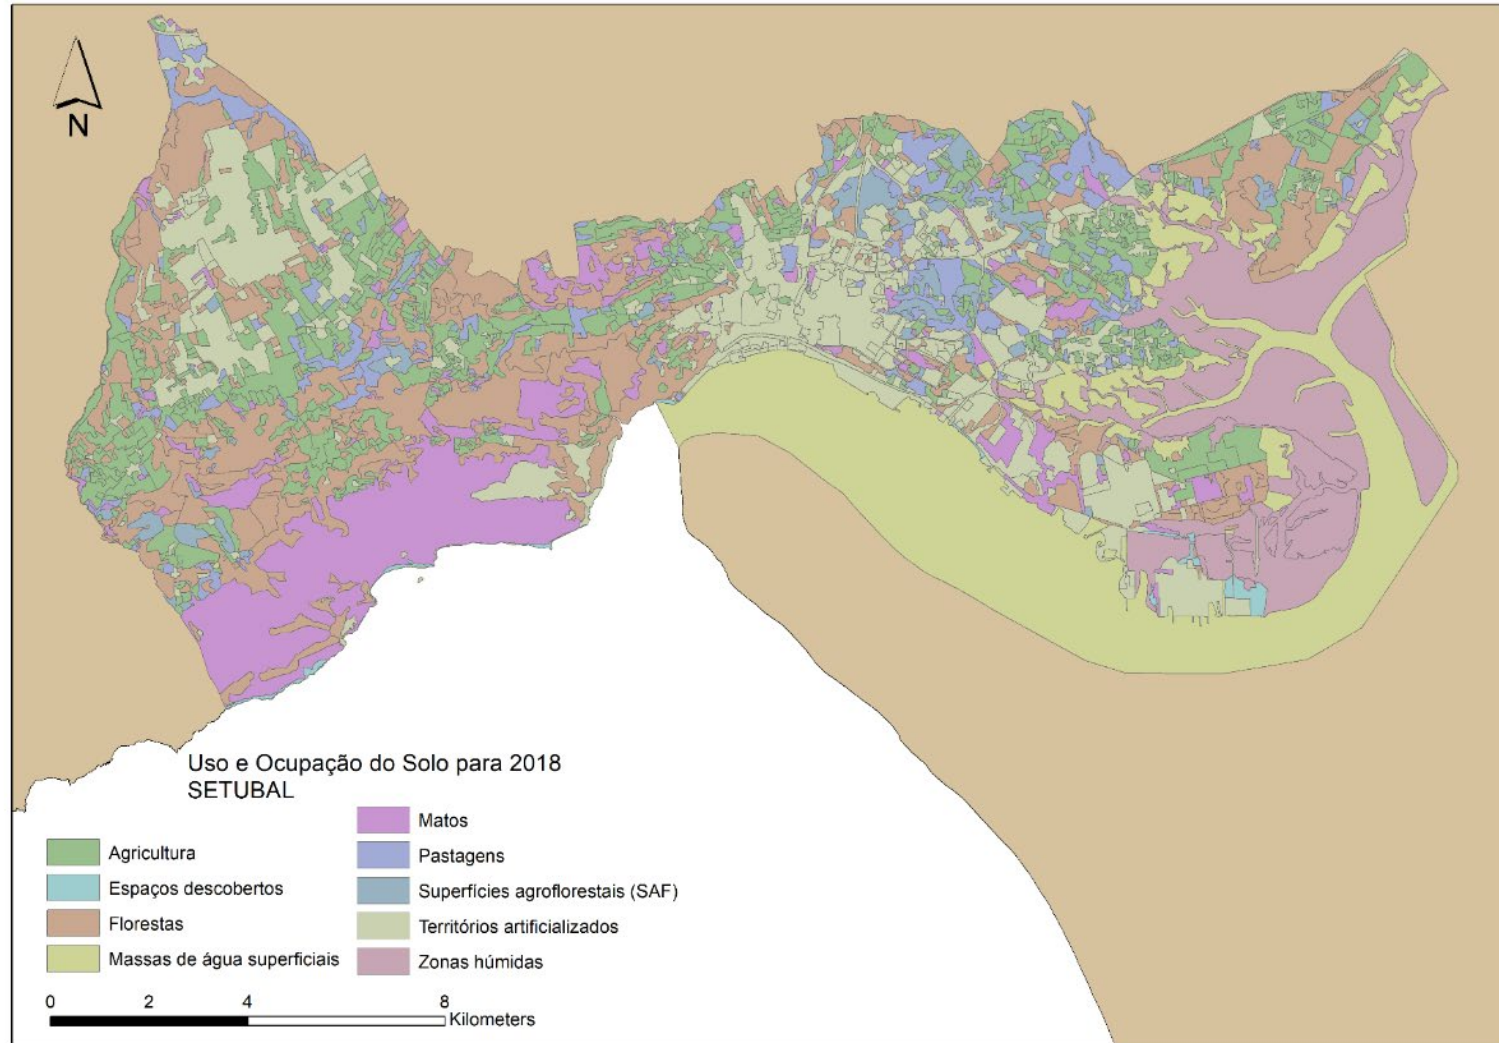 N
Uso e Ocupação do Solo para 2018
SETUBAL
Agricultura
Espaços descobertos
Florestas
Massas de água superficiais
Matos
Pastagens
Superfícies agroflorestais (SAF)
Territórios artificializados
Zonas húmidas
0 2 4 8
Kilometers